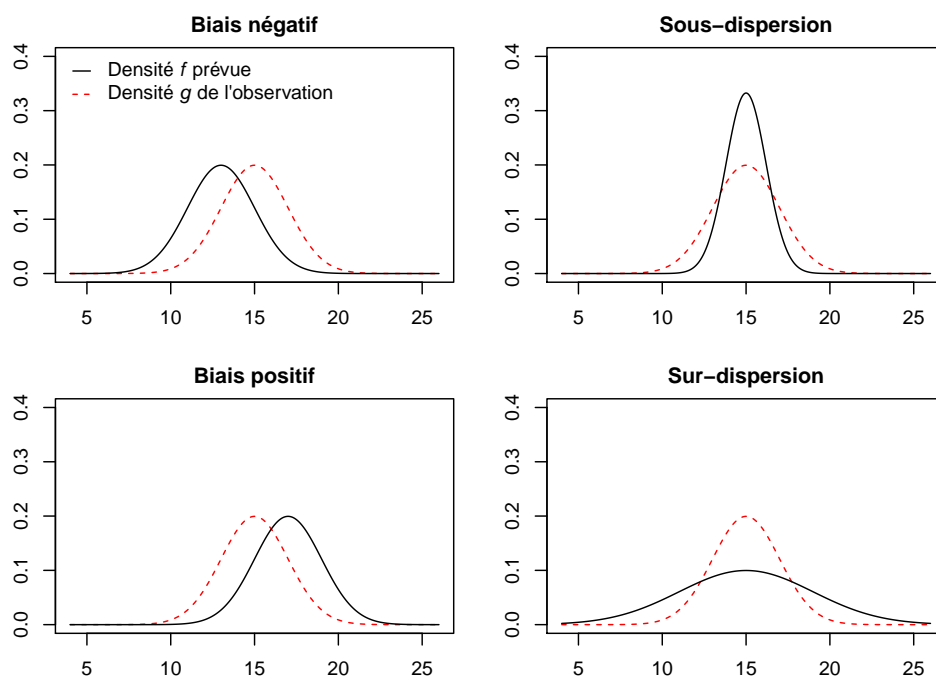 Biais négatif
Densité f prévue
Densité g de l'observation
0.0 0.1 0.2 0.3 0.4
5 10 15 20 25
Sous−dispersion
0.0 0.1 0.2 0.3 0.4
5 10 15 20 25
Biais positif
0.0 0.1 0.2 0.3 0.4
5 10 15 20 25
Sur−dispersion
0.0 0.1 0.2 0.3 0.4
5 10 15 20 25